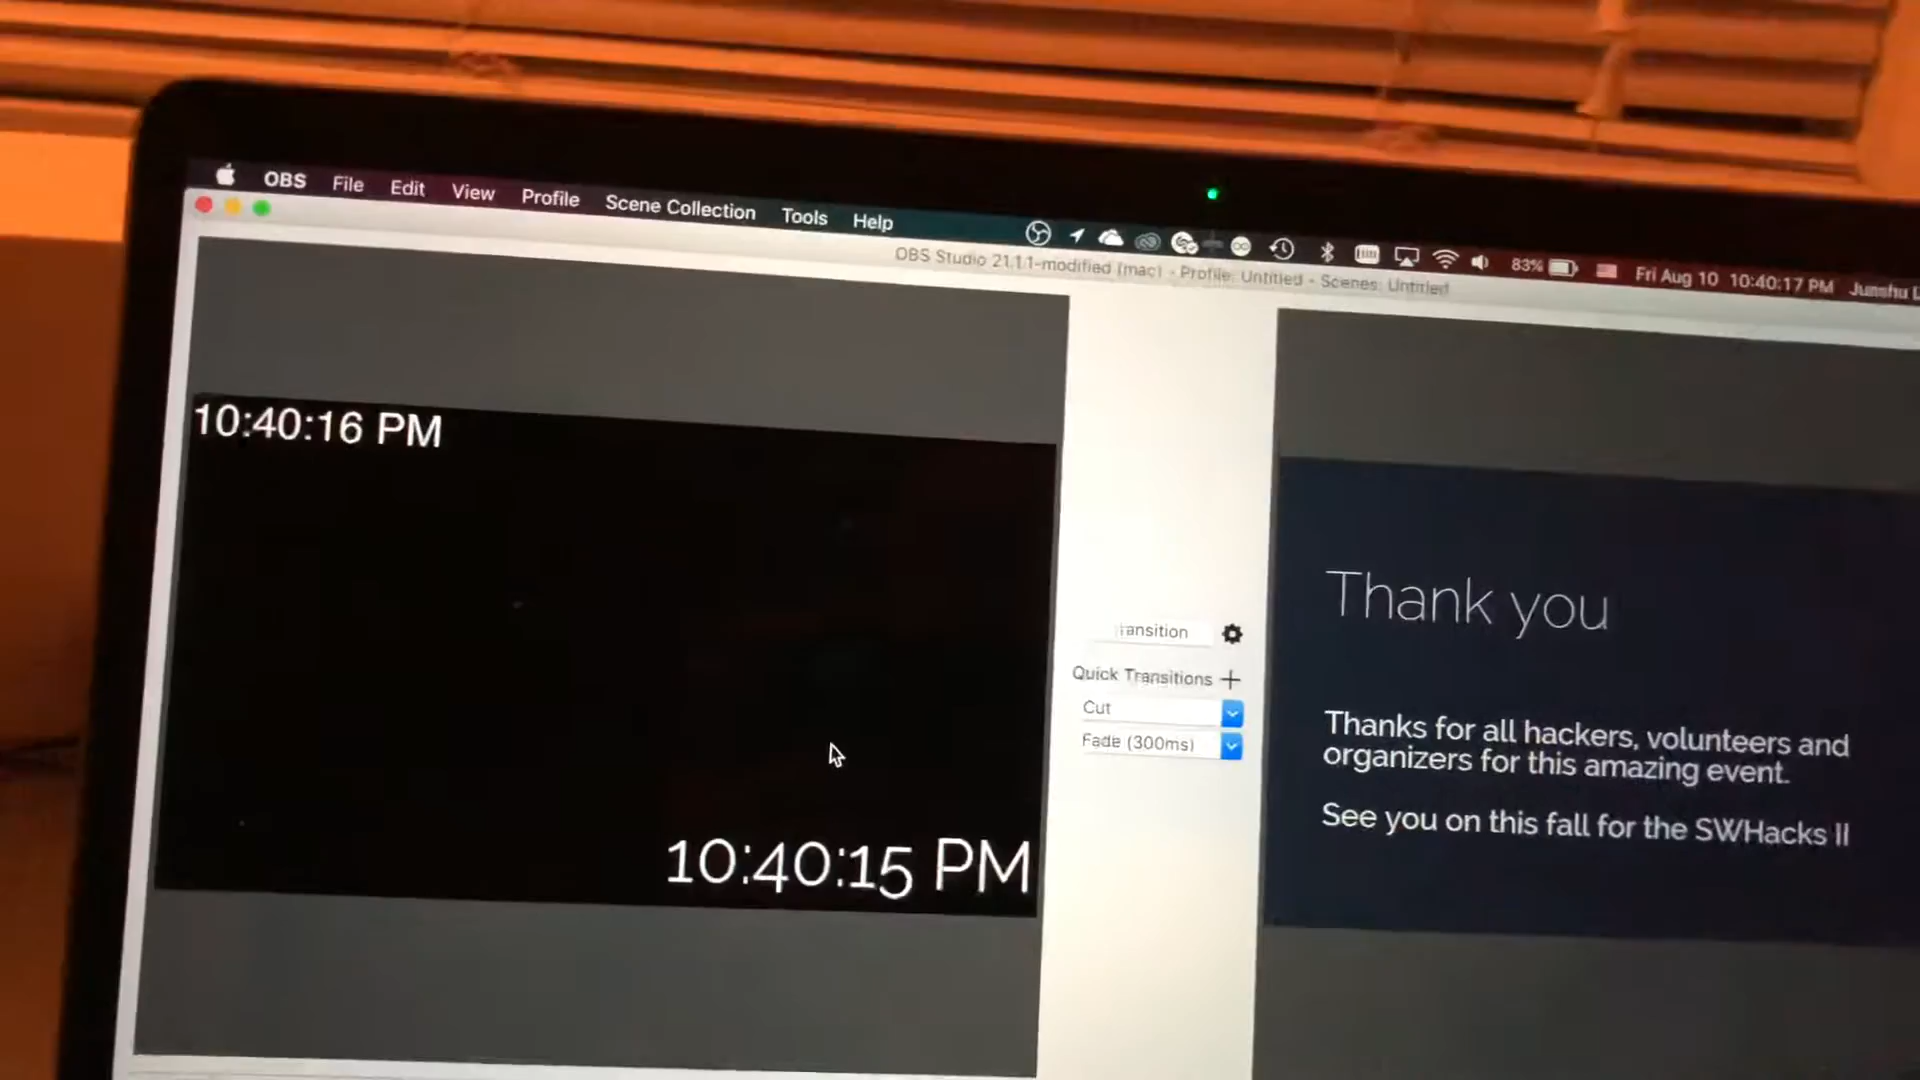 OBS File Edit View Profile Scene Collection Tools Help
83% Fri Aug 10 10:40:17 PM Junshu
OBS Studio 21.1.1-modified (mac) - Profile: Untitled - Scenes: Untitled
10:40:16 PM
10:40:15 PM
ransition
Quick Transitions
Cut
Fade (300ms)
Thank you
Thanks for all hackers, volunteers and
organizers for this amazing event.
See you on this fall for the SWHacks II